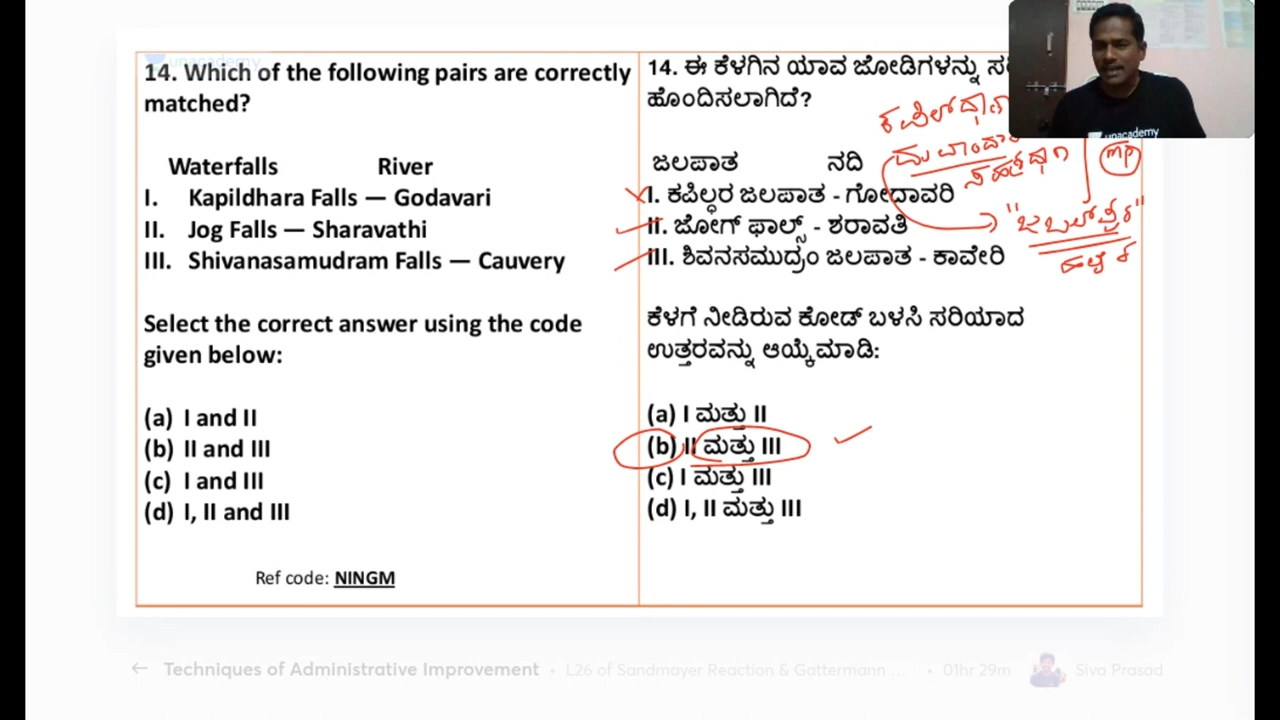 unacademy
14. Which of the following pairs are correctly
matched?
Waterfalls River
I. Kapildhara Falls — Godavari
II. Jog Falls — Sharavathi
III. Shivanasamudram Falls — Cauvery
Select the correct answer using the code
given below:
(a) I and II
(b) II and III
(c) I and III
(d) I, II and III
Ref code: NINGM
14. ಈ ಕೆಳಗಿನ ಯಾವ ಜೋಡಿಗಳನ್ನು
ಹೊಂದಿಸಲಾಗಿದೆ?
ಜಲಪಾತ ನದಿ
I. ಕಪಿಲ್ಧರ ಜಲಪಾತ - ಗೋದಾವರಿ
II. ಜೋಗ್ ಫಾಲ್ಸ್ - ಶರಾವತಿ
III. ಶಿವನಸಮುದ್ರಂ ಜಲಪಾತ - ಕಾವೇರಿ
ಕೆಳಗೆ ನೀಡಿರುವ ಕೋಡ್ ಬಳಸಿ ಸರಿಯಾದ
ಉತ್ತರವನ್ನು ಆಯ್ಕೆಮಾಡಿ:
(a) I ಮತ್ತು II
(b) II ಮತ್ತು III
(c) I ಮತ್ತು III
(d) I, II ಮತ್ತು III
MP
unacademy
Techniques of Administrative Improvement • L26 of Sandmayer Reaction & Gattermann ... • 01hr 29m Siva Prasad